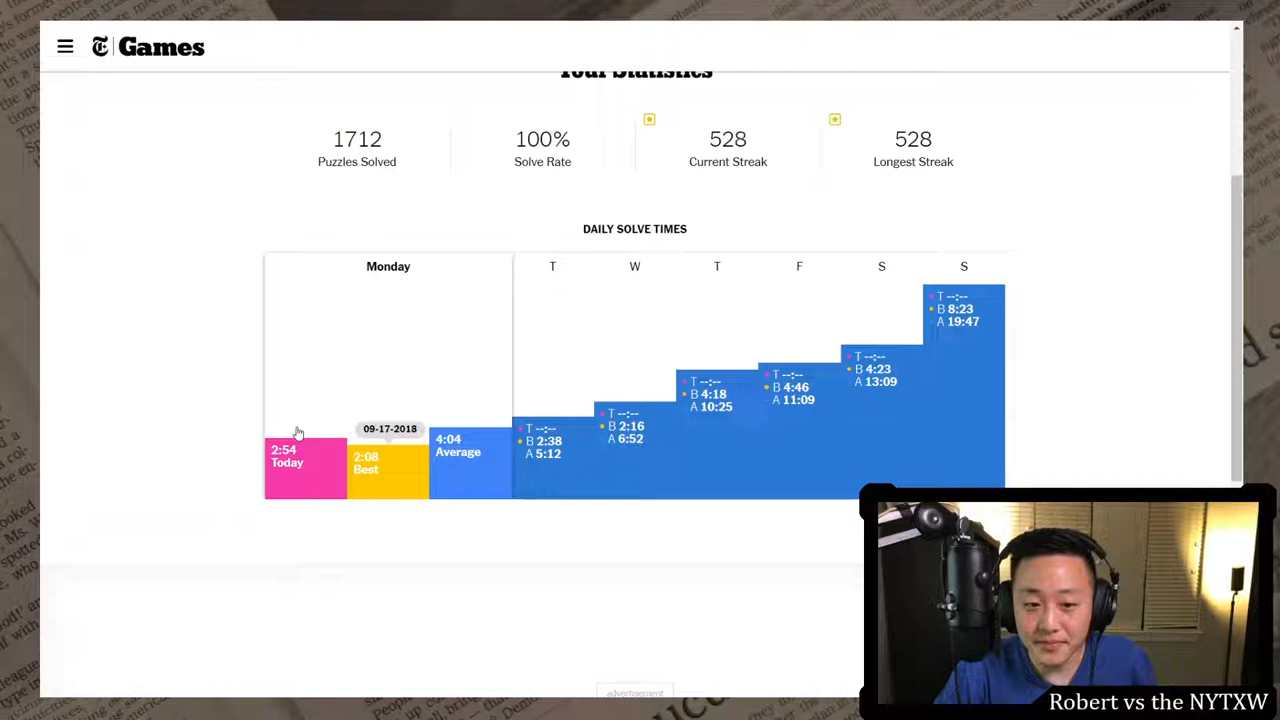 Games
Your Statistics
1712
Puzzles Solved
100%
Solve Rate
528
Current Streak
528
Longest Streak
DAILY SOLVE TIMES
Monday
T
W
T
F
S
S
2:54
Today
09-17-2018
2:08
Best
4:04
Average
T --:--
B 2:38
A 5:12
T --:--
B 2:16
A 6:52
T --:--
B 4:18
A 10:25
T --:--
B 4:46
A 11:09
T --:--
B 4:23
A 13:09
T --:--
B 8:23
A 19:47
advertisement
Robert vs the NYTXW